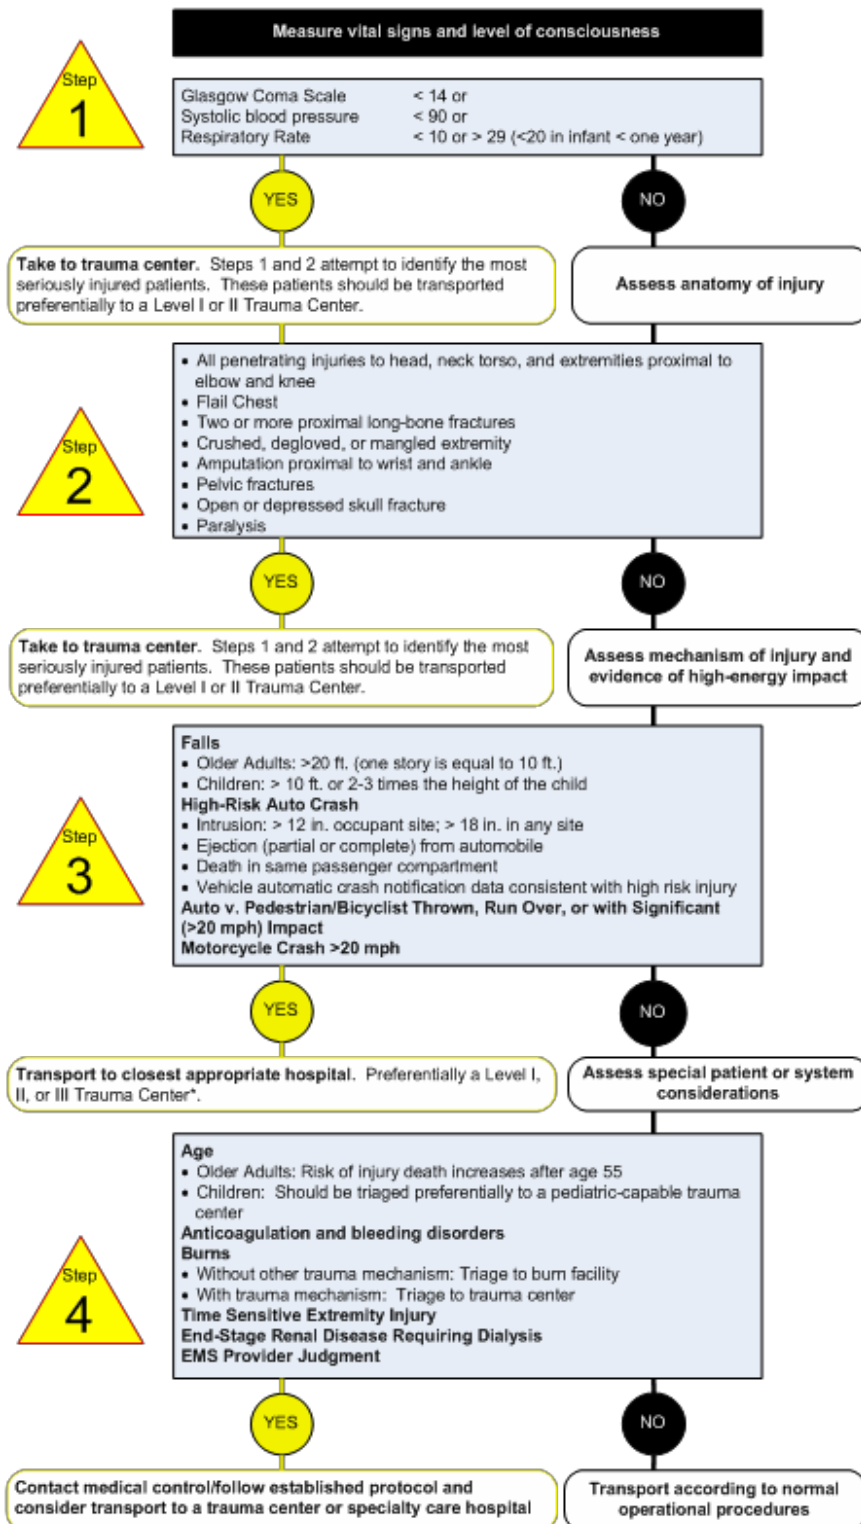 Measure vital signs and level of consciousness
Step
1
Glasgow Coma Scale < 14 or
Systolic blood pressure < 90 or
Respiratory Rate < 10 or > 29 (<20 in infant < one year)
YES
NO
Take to trauma center. Steps 1 and 2 attempt to identify the most
seriously injured patients. These patients should be transported
preferentially to a Level I or II Trauma Center.
Assess anatomy of injury
Step
2
• All penetrating injuries to head, neck torso, and extremities proximal to
elbow and knee
• Flail Chest
• Two or more proximal long-bone fractures
• Crushed, degloved, or mangled extremity
• Amputation proximal to wrist and ankle
• Pelvic fractures
• Open or depressed skull fracture
• Paralysis
YES
NO
Take to trauma center. Steps 1 and 2 attempt to identify the most
seriously injured patients. These patients should be transported
preferentially to a Level I or II Trauma Center.
Assess mechanism of injury and
evidence of high-energy impact
Step
3
Falls
• Older Adults: >20 ft. (one story is equal to 10 ft.)
• Children: > 10 ft. or 2-3 times the height of the child
High-Risk Auto Crash
• Intrusion: > 12 in. occupant site; > 18 in. in any site
• Ejection (partial or complete) from automobile
• Death in same passenger compartment
• Vehicle automatic crash notification data consistent with high risk injury
Auto v. Pedestrian/Bicyclist Thrown, Run Over, or with Significant
(>20 mph) Impact
Motorcycle Crash >20 mph
YES
NO
Transport to closest appropriate hospital. Preferentially a Level I,
II, or III Trauma Center*.
Assess special patient or system
considerations
Step
4
Age
• Older Adults: Risk of injury death increases after age 55
• Children: Should be triaged preferentially to a pediatric-capable trauma
center
Anticoagulation and bleeding disorders
Burns
• Without other trauma mechanism: Triage to burn facility
• With trauma mechanism: Triage to trauma center
Time Sensitive Extremity Injury
End-Stage Renal Disease Requiring Dialysis
EMS Provider Judgment
YES
NO
Contact medical control/follow established protocol and
consider transport to a trauma center or specialty care hospital
Transport according to normal
operational procedures